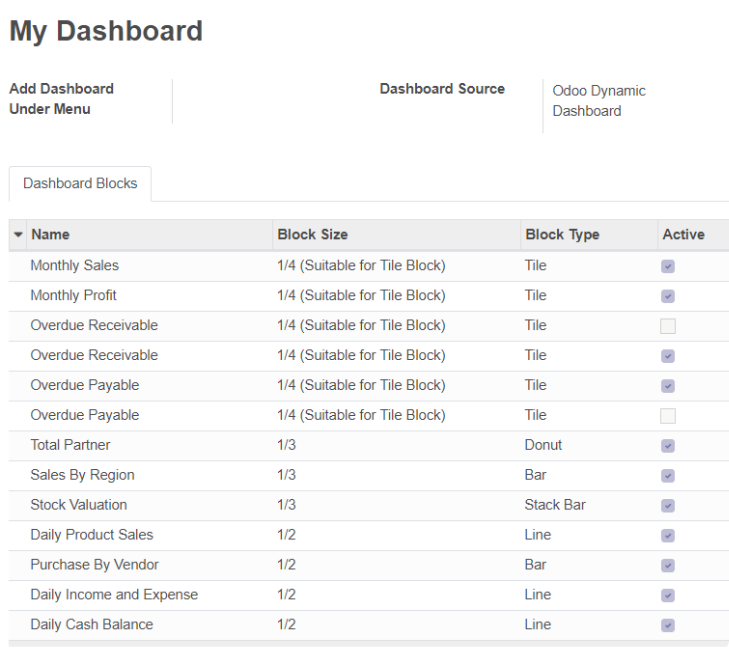 My Dashboard
Add Dashboard Under Menu
Dashboard Source
Odoo Dynamic Dashboard
Dashboard Blocks
Name Block Size Block Type Active
Monthly Sales 1/4 (Suitable for Tile Block) Tile
Monthly Profit 1/4 (Suitable for Tile Block) Tile
Overdue Receivable 1/4 (Suitable for Tile Block) Tile
Overdue Receivable 1/4 (Suitable for Tile Block) Tile
Overdue Payable 1/4 (Suitable for Tile Block) Tile
Overdue Payable 1/4 (Suitable for Tile Block) Tile
Total Partner 1/3 Donut
Sales By Region 1/3 Bar
Stock Valuation 1/3 Stack Bar
Daily Product Sales 1/2 Line
Purchase By Vendor 1/2 Bar
Daily Income and Expense 1/2 Line
Daily Cash Balance 1/2 Line